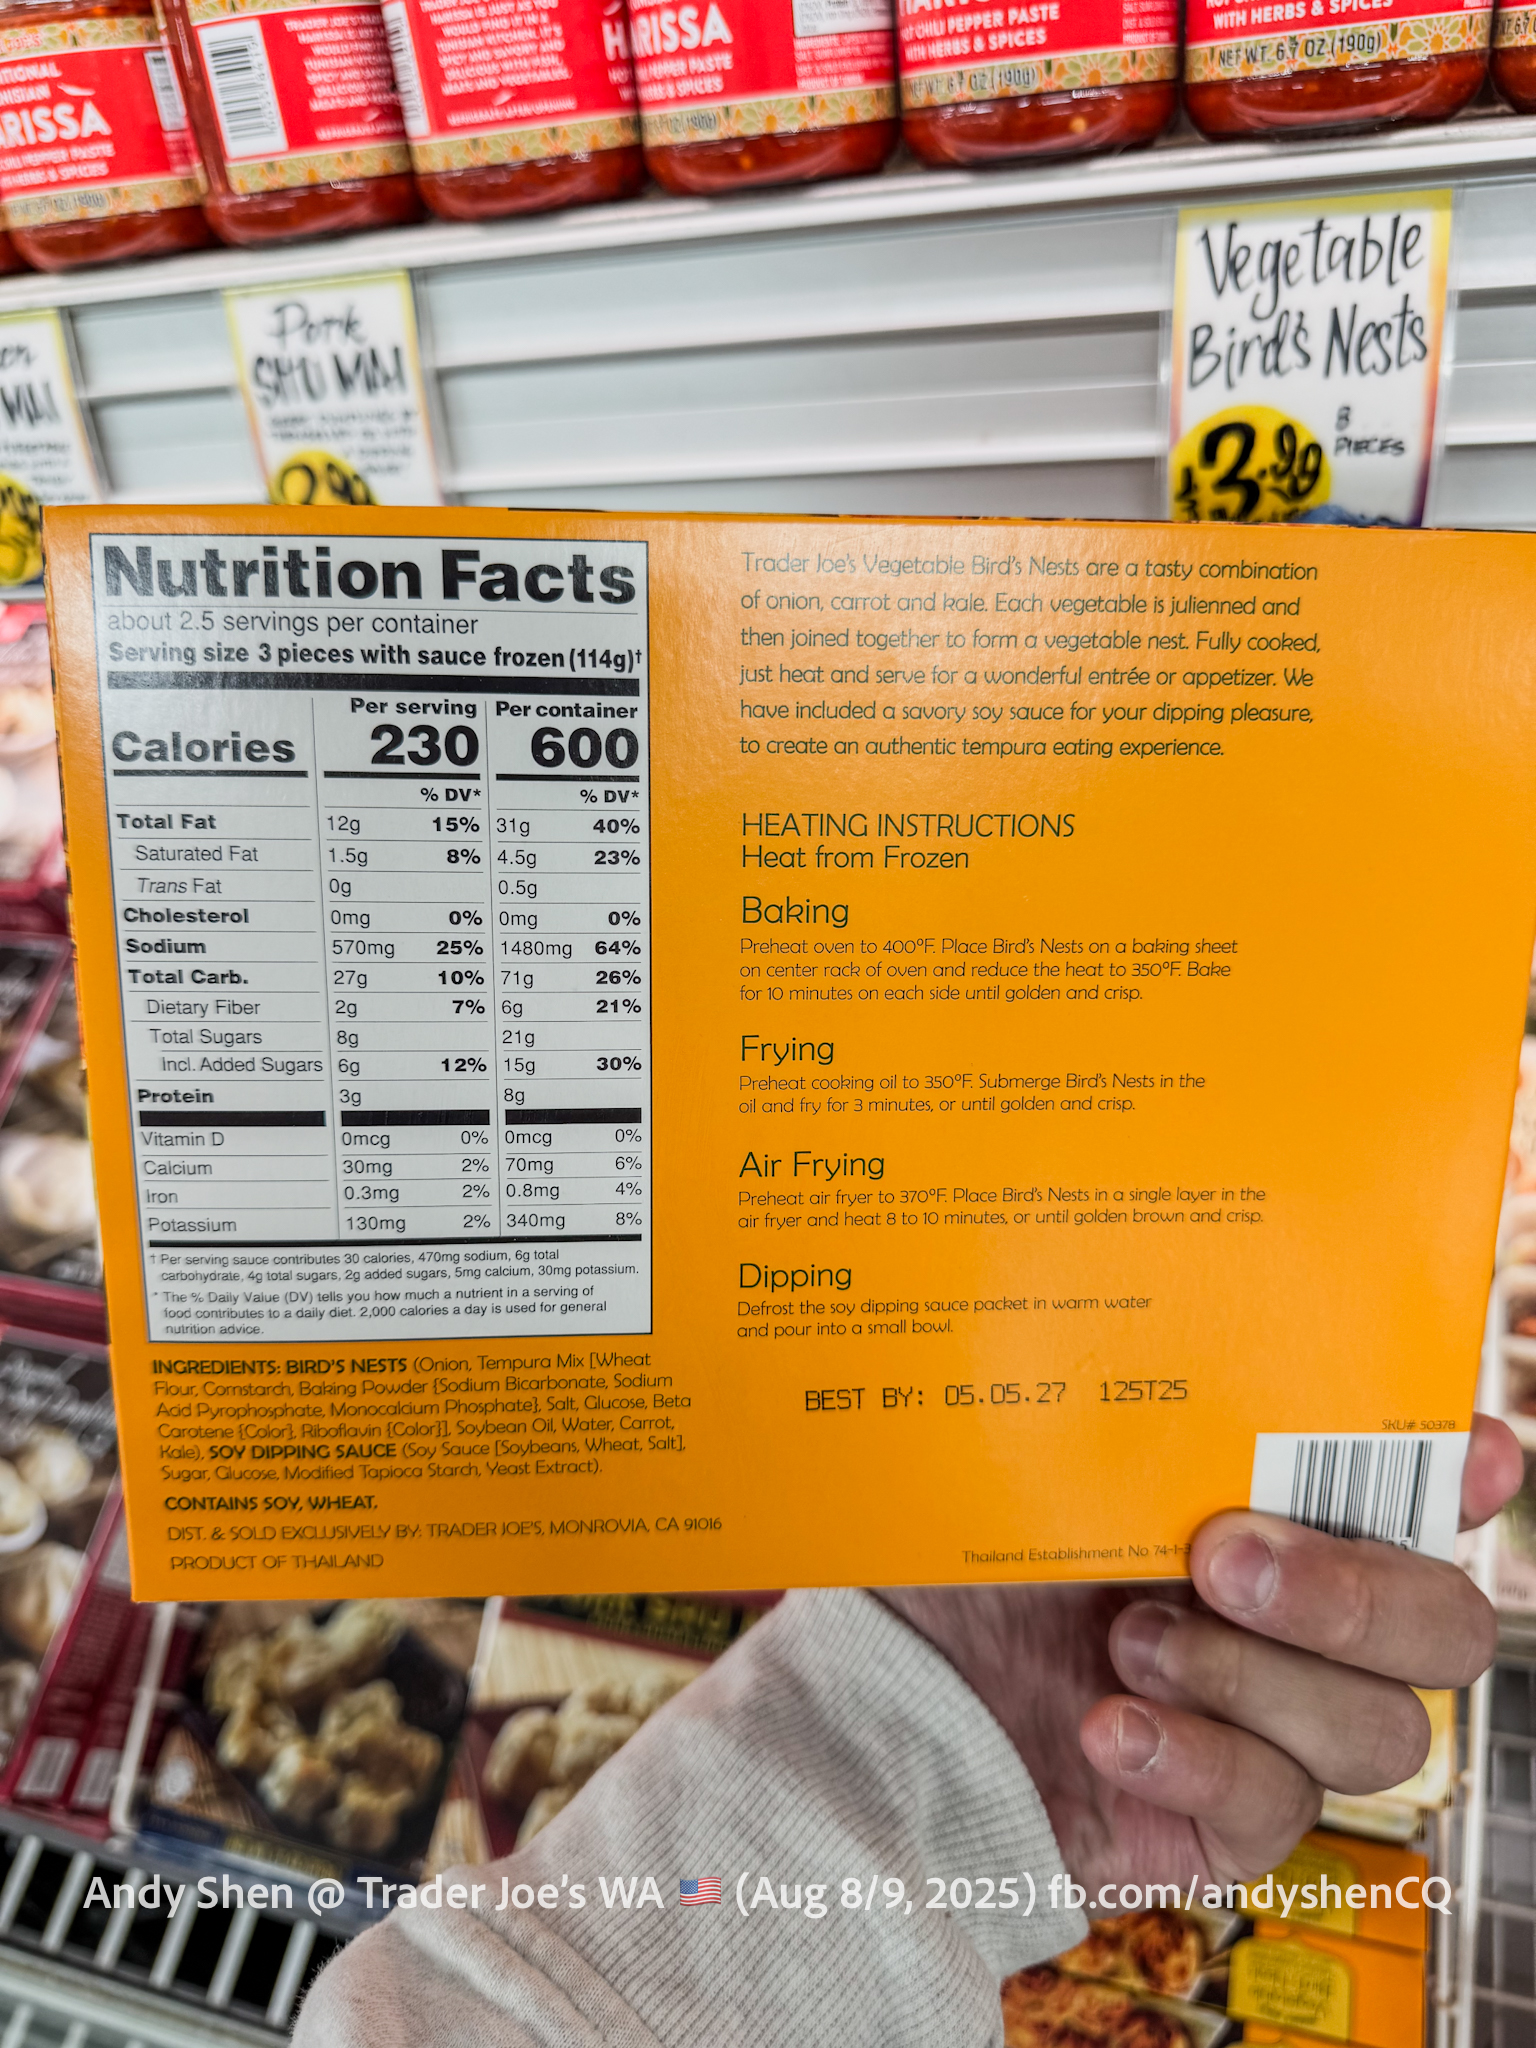 HARISSA
CHILI PEPPER PASTE
WITH HERBS & SPICES
NET WT. 6.7 OZ (190g)
Pork
SHU MAI
Vegetable
Bird's Nests
8
PIECES
$3.99
Nutrition Facts
about 2.5 servings per container
Serving size 3 pieces with sauce frozen (114g)†
Per serving Per container
Calories 230 600
% DV* % DV*
Total Fat 12g 15% 31g 40%
Saturated Fat 1.5g 8% 4.5g 23%
Trans Fat 0g 0.5g
Cholesterol 0mg 0% 0mg 0%
Sodium 570mg 25% 1480mg 64%
Total Carb. 27g 10% 71g 26%
Dietary Fiber 2g 7% 6g 21%
Total Sugars 8g 21g
Incl. Added Sugars 6g 12% 15g 30%
Protein 3g 8g
Vitamin D 0mcg 0% 0mcg 0%
Calcium 30mg 2% 70mg 6%
Iron 0.3mg 2% 0.8mg 4%
Potassium 130mg 2% 340mg 8%
† Per serving sauce contributes 30 calories, 470mg sodium, 6g total
carbohydrate, 4g total sugars, 2g added sugars, 5mg calcium, 30mg potassium.
* The % Daily Value (DV) tells you how much a nutrient in a serving of
food contributes to a daily diet. 2,000 calories a day is used for general
nutrition advice.
INGREDIENTS: BIRD'S NESTS (Onion, Tempura Mix [Wheat
Flour, Cornstarch, Baking Powder {Sodium Bicarbonate, Sodium
Acid Pyrophosphate, Monocalcium Phosphate}, Salt, Glucose, Beta
Carotene {Color}, Riboflavin {Color}], Soybean Oil, Water, Carrot,
Kale), SOY DIPPING SAUCE (Soy Sauce [Soybeans, Wheat, Salt],
Sugar, Glucose, Modified Tapioca Starch, Yeast Extract).
CONTAINS SOY, WHEAT.
DIST. & SOLD EXCLUSIVELY BY: TRADER JOE'S, MONROVIA, CA 91016
PRODUCT OF THAILAND
Trader Joe's Vegetable Bird's Nests are a tasty combination
of onion, carrot and kale. Each vegetable is julienned and
then joined together to form a vegetable nest. Fully cooked,
just heat and serve for a wonderful entrée or appetizer. We
have included a savory soy sauce for your dipping pleasure,
to create an authentic tempura eating experience.
HEATING INSTRUCTIONS
Heat from Frozen
Baking
Preheat oven to 400°F. Place Bird's Nests on a baking sheet
on center rack of oven and reduce the heat to 350°F. Bake
for 10 minutes on each side until golden and crisp.
Frying
Preheat cooking oil to 350°F. Submerge Bird's Nests in the
oil and fry for 3 minutes, or until golden and crisp.
Air Frying
Preheat air fryer to 370°F. Place Bird's Nests in a single layer in the
air fryer and heat 8 to 10 minutes, or until golden brown and crisp.
Dipping
Defrost the soy dipping sauce packet in warm water
and pour into a small bowl.
BEST BY: 05.05.27 125T25
SKU# 50378
Thailand Establishment No 74-1-3
Andy Shen @ Trader Joe's WA 🇺🇸 (Aug 8/9, 2025) fb.com/andyshenCQ